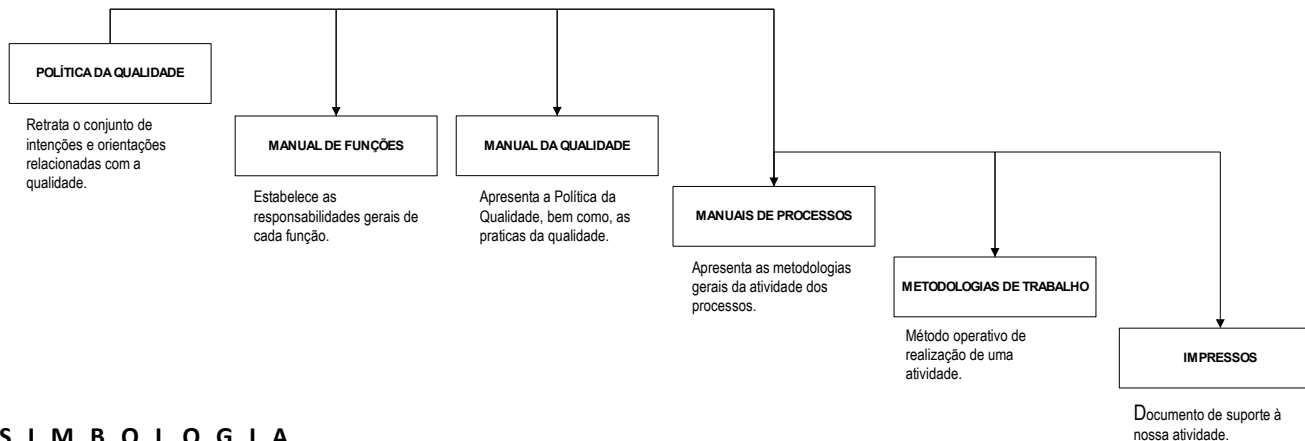 POLÍTICA DA QUALIDADE
Retrata o conjunto de
intenções e orientações
relacionadas com a
qualidade.
MANUAL DE FUNÇÕES
Estabelece as
responsabilidades gerais de
cada função.
MANUAL DA QUALIDADE
Apresenta a Política da
Qualidade, bem como, as
praticas da qualidade.
MANUAIS DE PROCESSOS
Apresenta as metodologias
gerais da atividade dos
processos.
METODOLOGIAS DE TRABALHO
Método operativo de
realização de uma
atividade.
IMPRESSOS
Documento de suporte à
nossa atividade.
S I M B O L O G I A